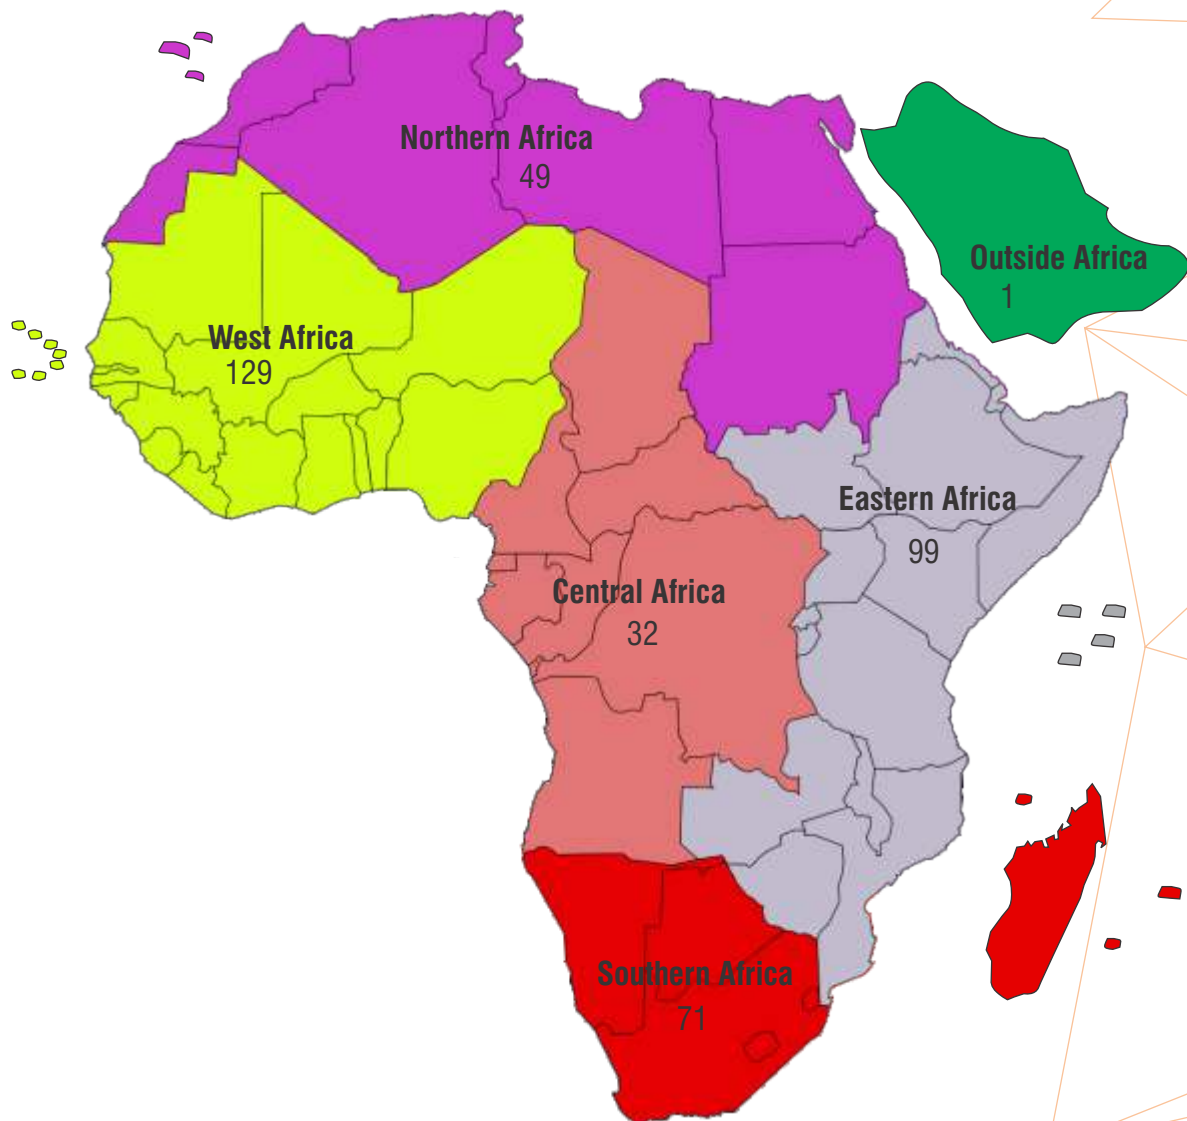 Northern Africa
49
Outside Africa
1
West Africa
129
Eastern Africa
99
Central Africa
32
Southern Africa
71